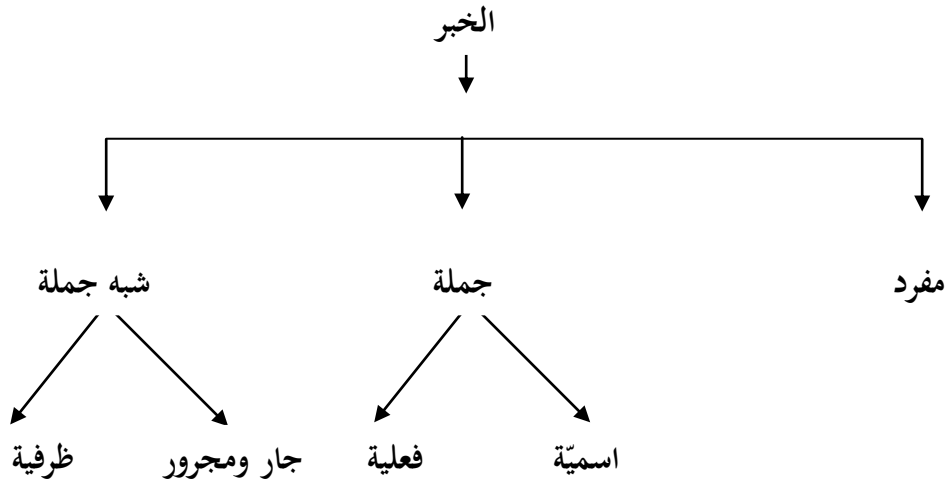 الخبر
مفرد جملة شبه جملة
اسميّة فعلية جار ومجرور ظرفية